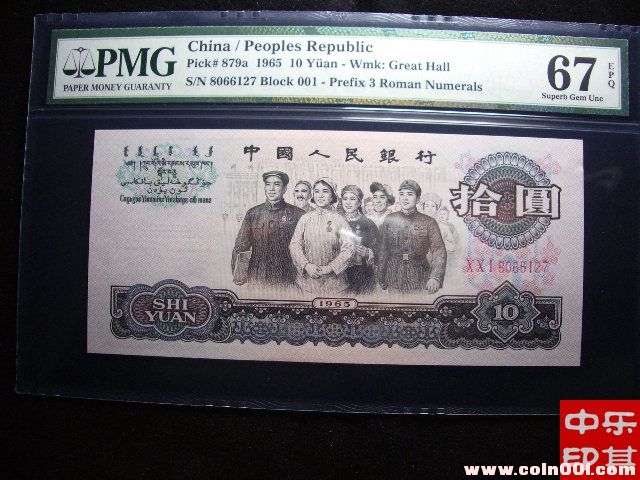 PMG
PAPER MONEY GUARANTY
China / Peoples Republic
Pick# 879a 1965 10 Yüan - Wmk: Great Hall
S/N 8066127 Block 001 - Prefix 3 Roman Numerals
67 EPQ
Superb Gem Unc
中國人民銀行
拾圓
XXI 8066127
SHI
YUAN
1965
10
中乐
印甚
www.coin001.com